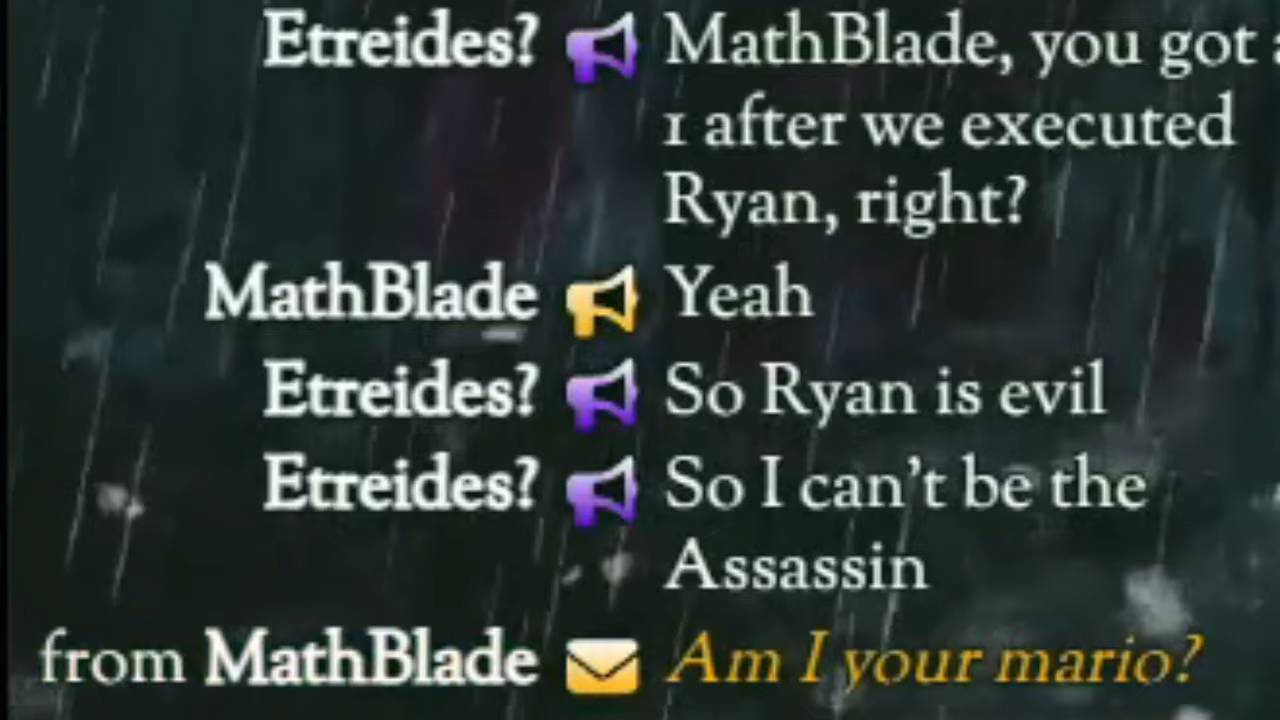 Etreides? MathBlade, you got a
1 after we executed
Ryan, right?
MathBlade Yeah
Etreides? So Ryan is evil
Etreides? So I can't be the
Assassin
from MathBlade Am I your mario?